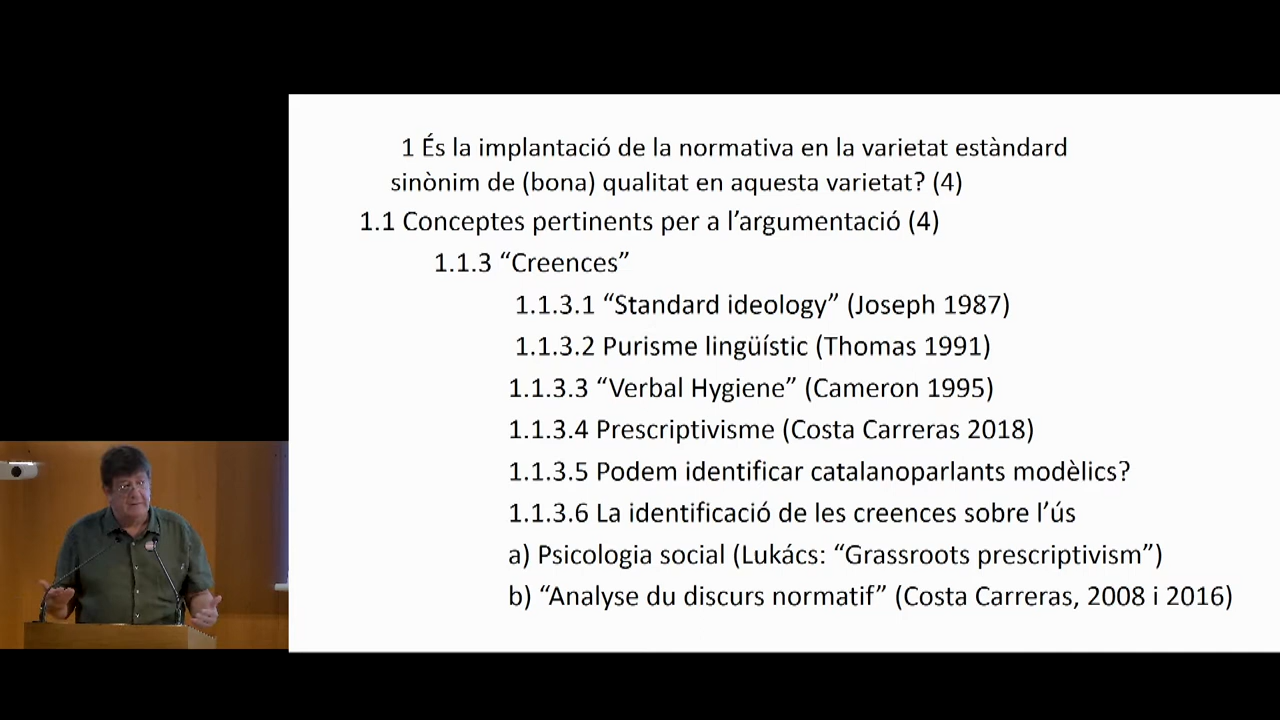 1 És la implantació de la normativa en la varietat estàndard
sinònim de (bona) qualitat en aquesta varietat? (4)
1.1 Conceptes pertinents per a l’argumentació (4)
1.1.3 “Creences”
1.1.3.1 “Standard ideology” (Joseph 1987)
1.1.3.2 Purisme lingüístic (Thomas 1991)
1.1.3.3 “Verbal Hygiene” (Cameron 1995)
1.1.3.4 Prescriptivisme (Costa Carreras 2018)
1.1.3.5 Podem identificar catalanoparlants modèlics?
1.1.3.6 La identificació de les creences sobre l’ús
a) Psicologia social (Lukács: “Grassroots prescriptivism”)
b) “Analyse du discurs normatif” (Costa Carreras, 2008 i 2016)